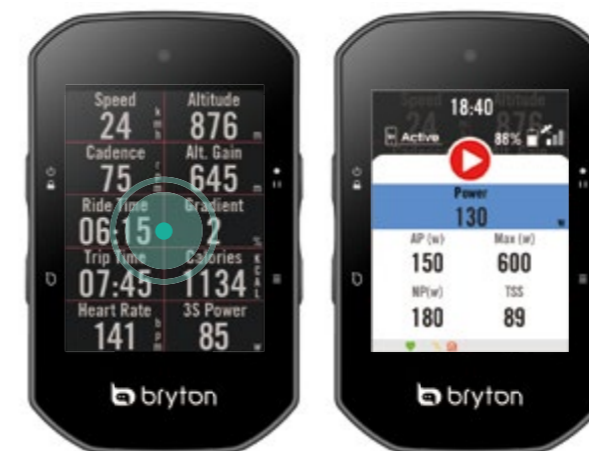 Speed Altitude
24 kmh 876 m
Cadence Alt. Gain
75 rpm 645 m
Ride Time Gradient
06:15 2 %
Trip Time Calories
07:45 1134 KCAL
Heart Rate 3S Power
141 bpm 85 w
bryton
18:40
Active 88%
Power
130 w
AP (w) Max (w)
150 600
NP(w) TSS
180 89
bryton